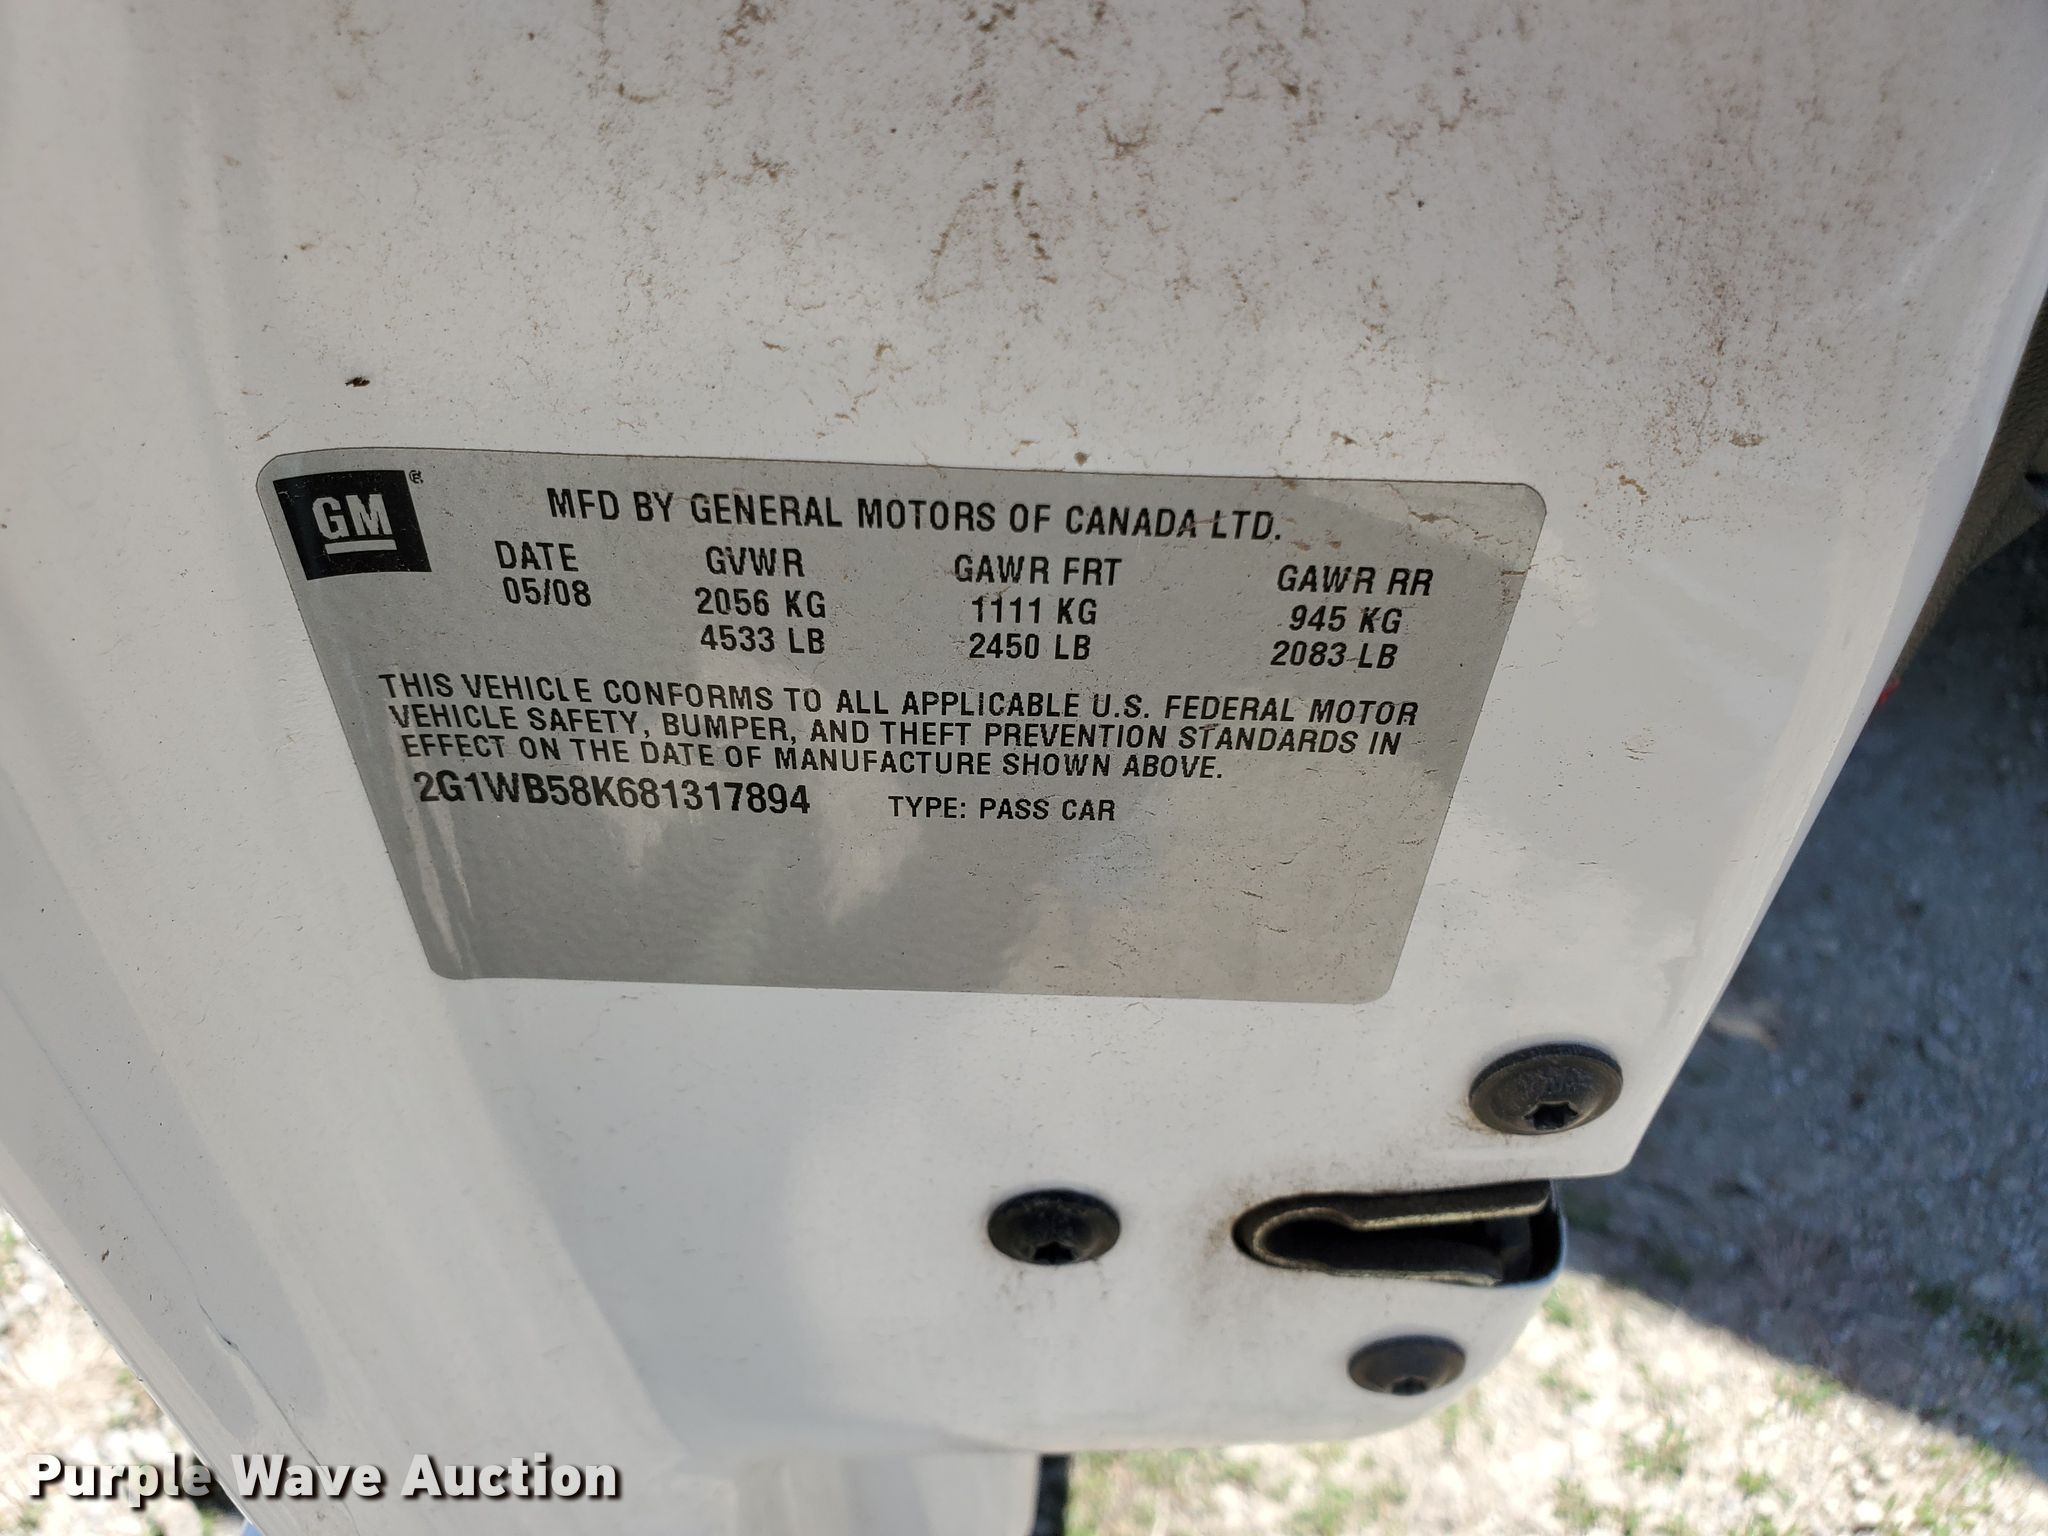 GM
MFD BY GENERAL MOTORS OF CANADA LTD.
DATE GVWR GAWR FRT GAWR RR
05/08 2056 KG 1111 KG 945 KG
4533 LB 2450 LB 2083 LB
THIS VEHICLE CONFORMS TO ALL APPLICABLE U.S. FEDERAL MOTOR
VEHICLE SAFETY, BUMPER, AND THEFT PREVENTION STANDARDS IN
EFFECT ON THE DATE OF MANUFACTURE SHOWN ABOVE.
2G1WB58K681317894 TYPE: PASS CAR
Purple Wave Auction